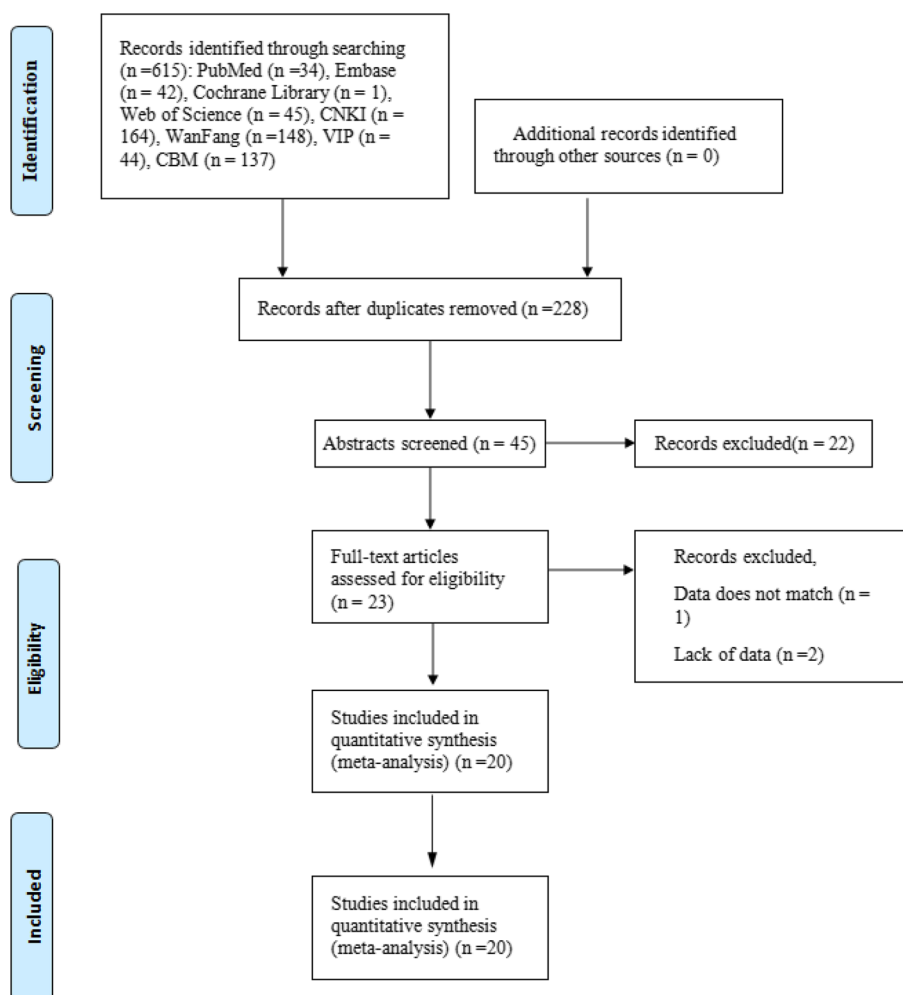 Identification
Records identified through searching
(n =615): PubMed (n =34), Embase
(n = 42), Cochrane Library (n = 1),
Web of Science (n = 45), CNKI (n =
164), WanFang (n =148), VIP (n =
44), CBM (n = 137)
Additional records identified
through other sources (n = 0)
Screening
Records after duplicates removed (n =228)
Abstracts screened (n = 45)
Records excluded(n = 22)
Eligibility
Full-text articles
assessed for eligibility
(n = 23)
Records excluded,
Data does not match (n =
1)
Lack of data (n =2)
Studies included in
quantitative synthesis
(meta-analysis) (n =20)
Included
Studies included in
quantitative synthesis
(meta-analysis) (n =20)